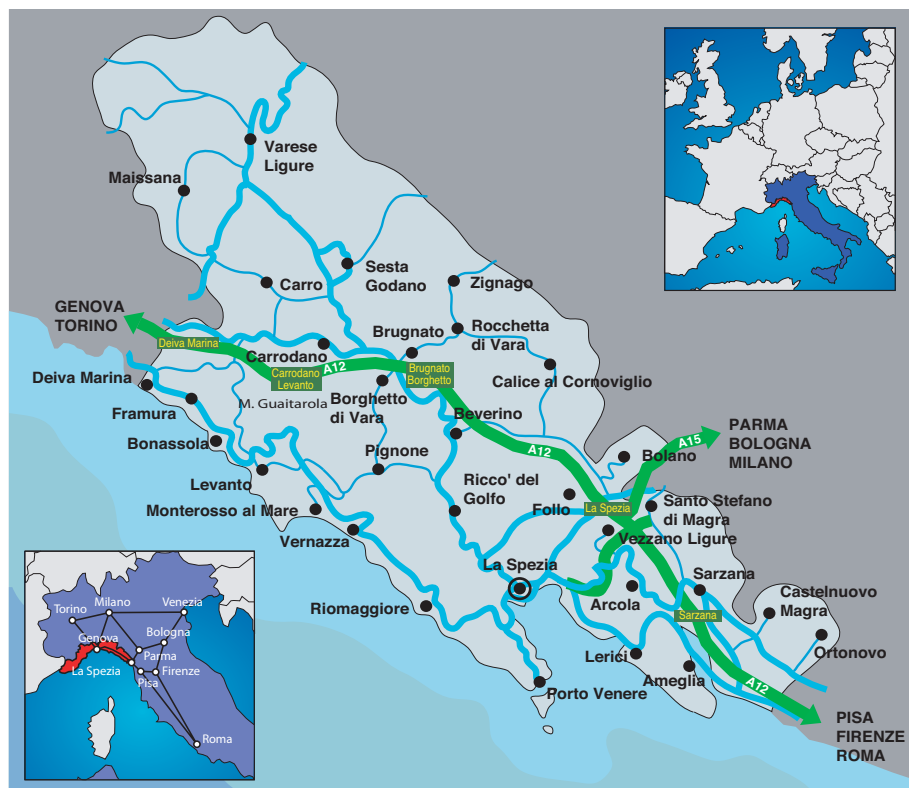 Varese
Ligure
Maissana
Sesta
Godano
Carro
Zignago
GENOVA
TORINO
Deiva Marina
Carrodano
Brugnato
Rocchetta
di Vara
Carrodano
Levanto
A12
Brugnato
Borghetto
Calice al Cornoviglio
Deiva Marina
M. Guaitarola
Borghetto
di Vara
Framura
Beverino
Bonassola
PARMA
BOLOGNA
MILANO
A15
A12
Bolano
Pignone
Levanto
Ricco' del
Golfo
Monterosso al Mare
Follo
La Spezia
Santo Stefano
di Magra
Vezzano Ligure
Vernazza
La Spezia
Sarzana
Riomaggiore
Arcola
Sarzana
Castelnuovo
Magra
Ortonovo
Lerici
Ameglia
Porto Venere
A12
PISA
FIRENZE
ROMA
Torino
Milano
Venezia
Genova
Bologna
Parma
La Spezia
Firenze
Pisa
Roma